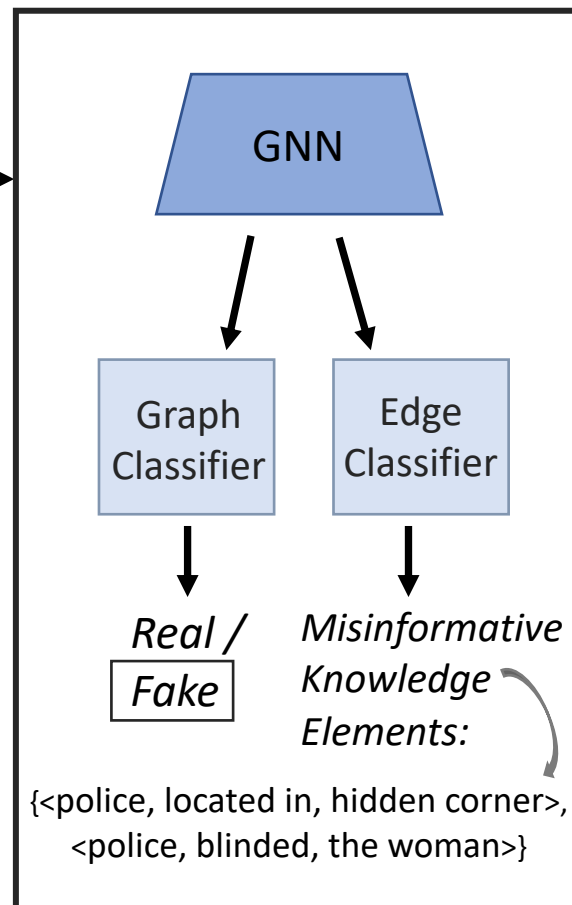 GNN
Graph
Classifier
Edge
Classifier
Real /
Fake
Misinformative
Knowledge
Elements:
{<police, located in, hidden corner>,
<police, blinded, the woman>}